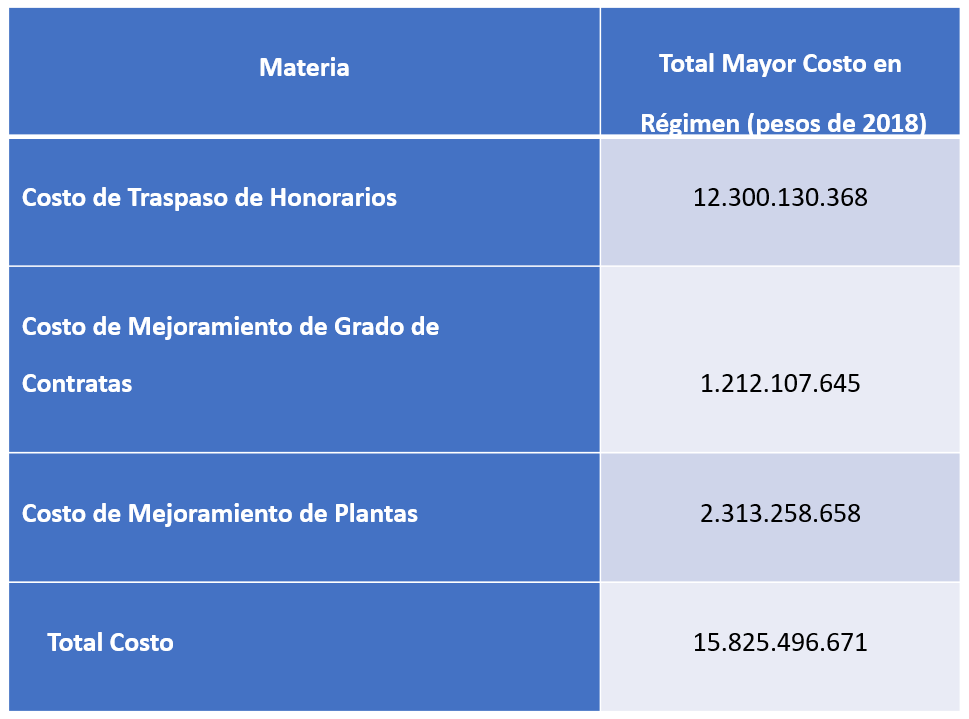 Materia
Total Mayor Costo en
Régimen (pesos de 2018)
Costo de Traspaso de Honorarios
12.300.130.368
Costo de Mejoramiento de Grado de
Contratas
1.212.107.645
Costo de Mejoramiento de Plantas
2.313.258.658
Total Costo
15.825.496.671